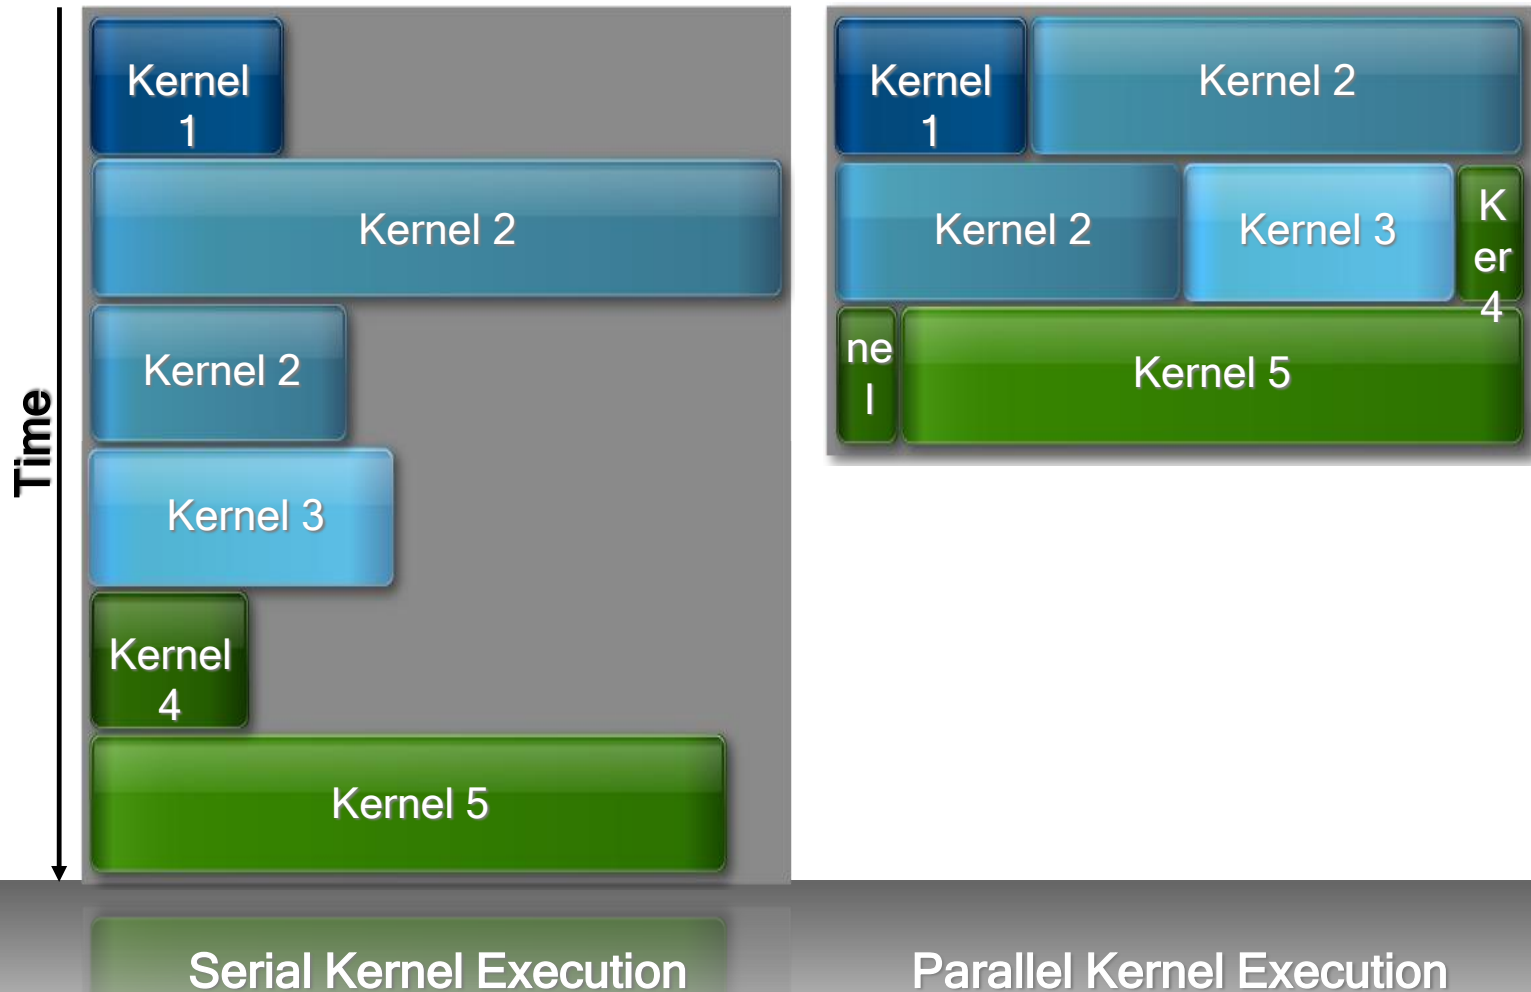 Time
Kernel
1
Kernel 2
Kernel 2
Kernel 3
Kernel
4
Kernel 5
Serial Kernel Execution
Kernel
1
Kernel 2
Kernel 2
Kernel 3
K
er
4
ne
l
Kernel 5
Parallel Kernel Execution